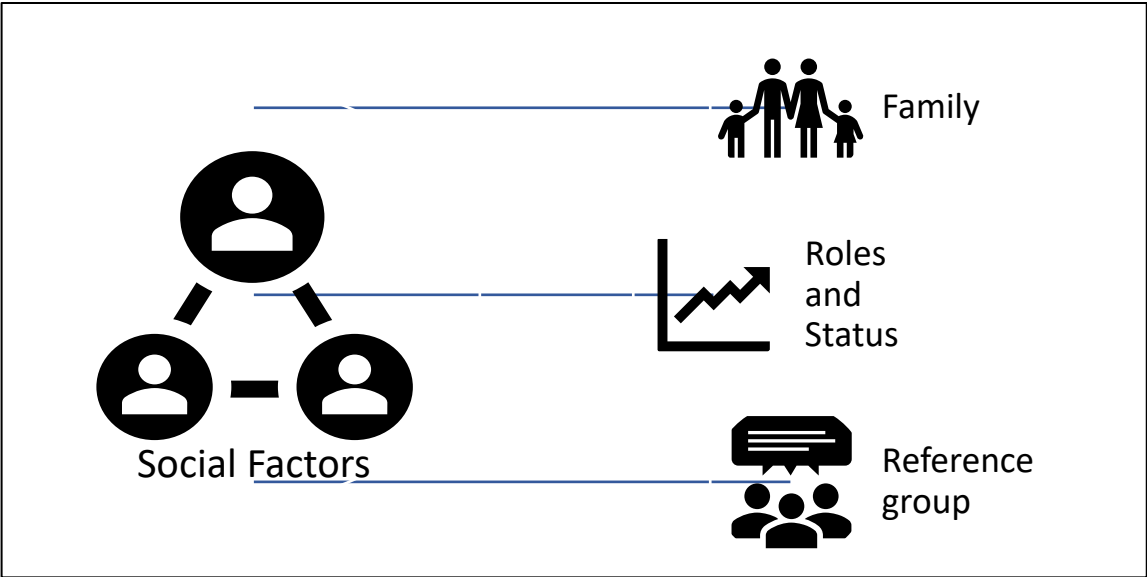 Family
Roles
and
Status
Social Factors
Reference
group